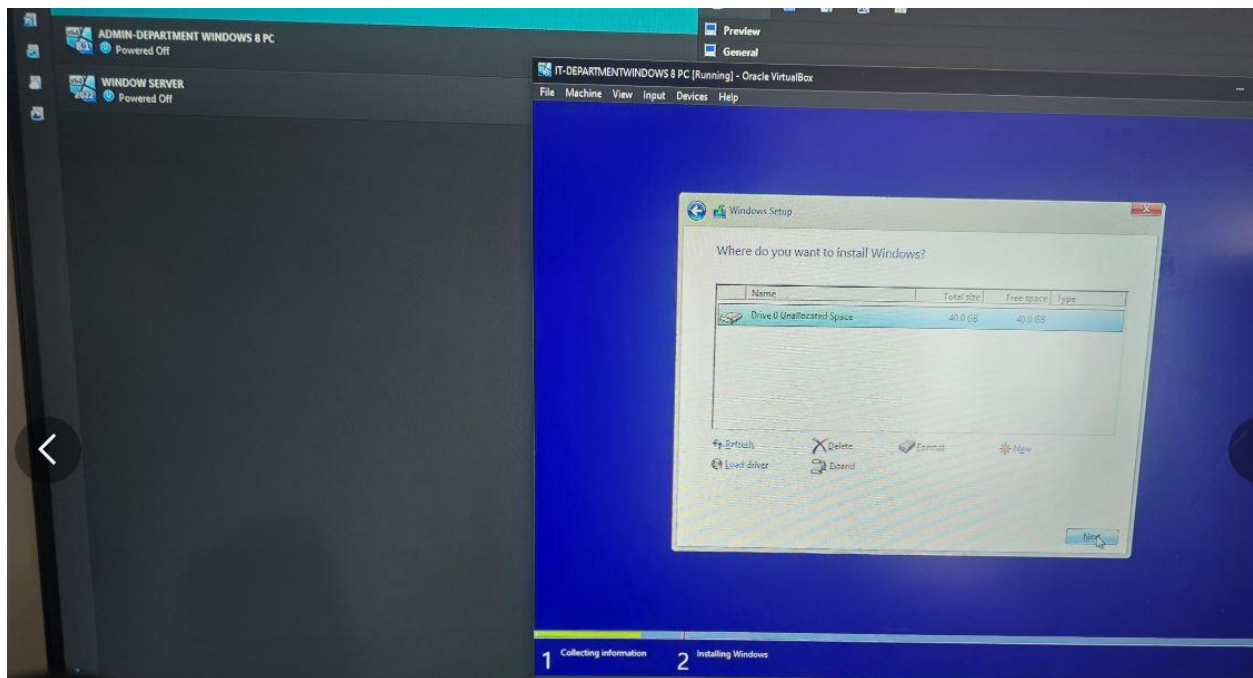 ADMIN-DEPARTMENT WINDOWS 8 PC
8.1
Powered Off
WINDOW SERVER
2022
Powered Off
Preview
General
IT-DEPARTMENTWINDOWS 8 PC [Running] - Oracle VirtualBox
File Machine View Input Devices Help
Windows Setup
Where do you want to install Windows?
Name Total size Free space Type
Drive 0 Unallocated Space 40.0 GB 40.0 GB
Refresh Delete Format New
Load driver Extend
1 Collecting information 2 Installing Windows